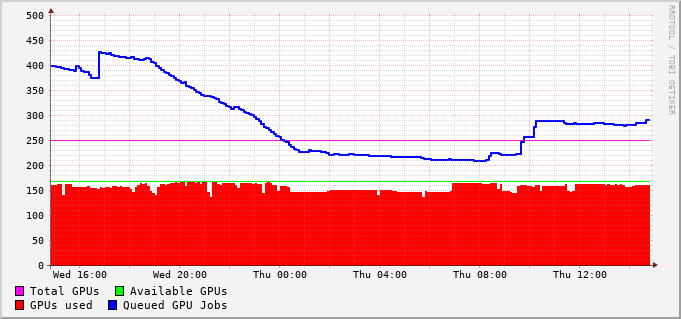 500
450
400
350
300
250
200
150
100
50
0
Wed 16:00 Wed 20:00 Thu 00:00 Thu 04:00 Thu 08:00 Thu 12:00
Total GPUs Available GPUs
GPUs used Queued GPU Jobs
RRDTOOL / TOBI OETIKER